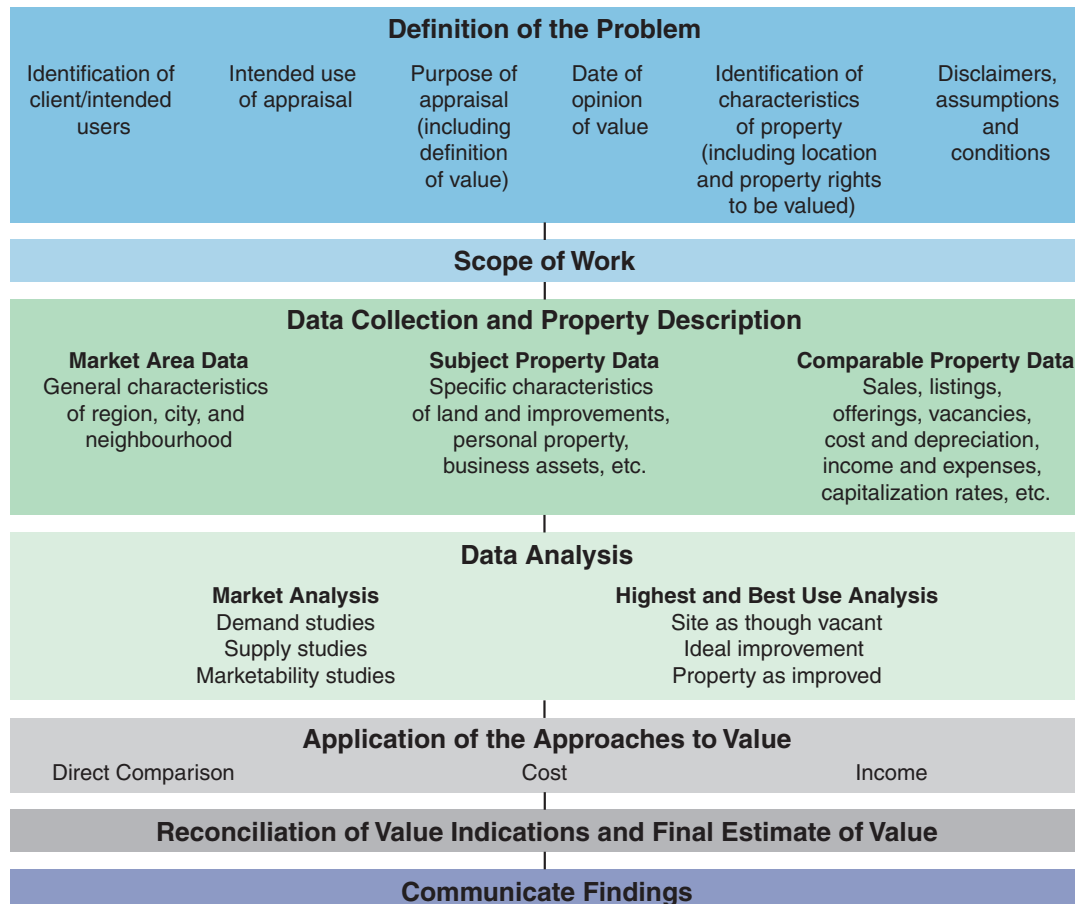 Definition of the Problem
Identification of
client/intended
users
Intended use
of appraisal
Purpose of
appraisal
(including
definition
of value)
Date of
opinion
of value
Identification of
characteristics
of property
(including location
and property rights
to be valued)
Disclaimers,
assumptions
and
conditions
Scope of Work
Data Collection and Property Description
Market Area Data
General characteristics
of region, city, and
neighbourhood
Subject Property Data
Specific characteristics
of land and improvements,
personal property,
business assets, etc.
Comparable Property Data
Sales, listings,
offerings, vacancies,
cost and depreciation,
income and expenses,
capitalization rates, etc.
Data Analysis
Market Analysis
Demand studies
Supply studies
Marketability studies
Highest and Best Use Analysis
Site as though vacant
Ideal improvement
Property as improved
Application of the Approaches to Value
Direct Comparison
Cost
Income
Reconciliation of Value Indications and Final Estimate of Value
Communicate Findings